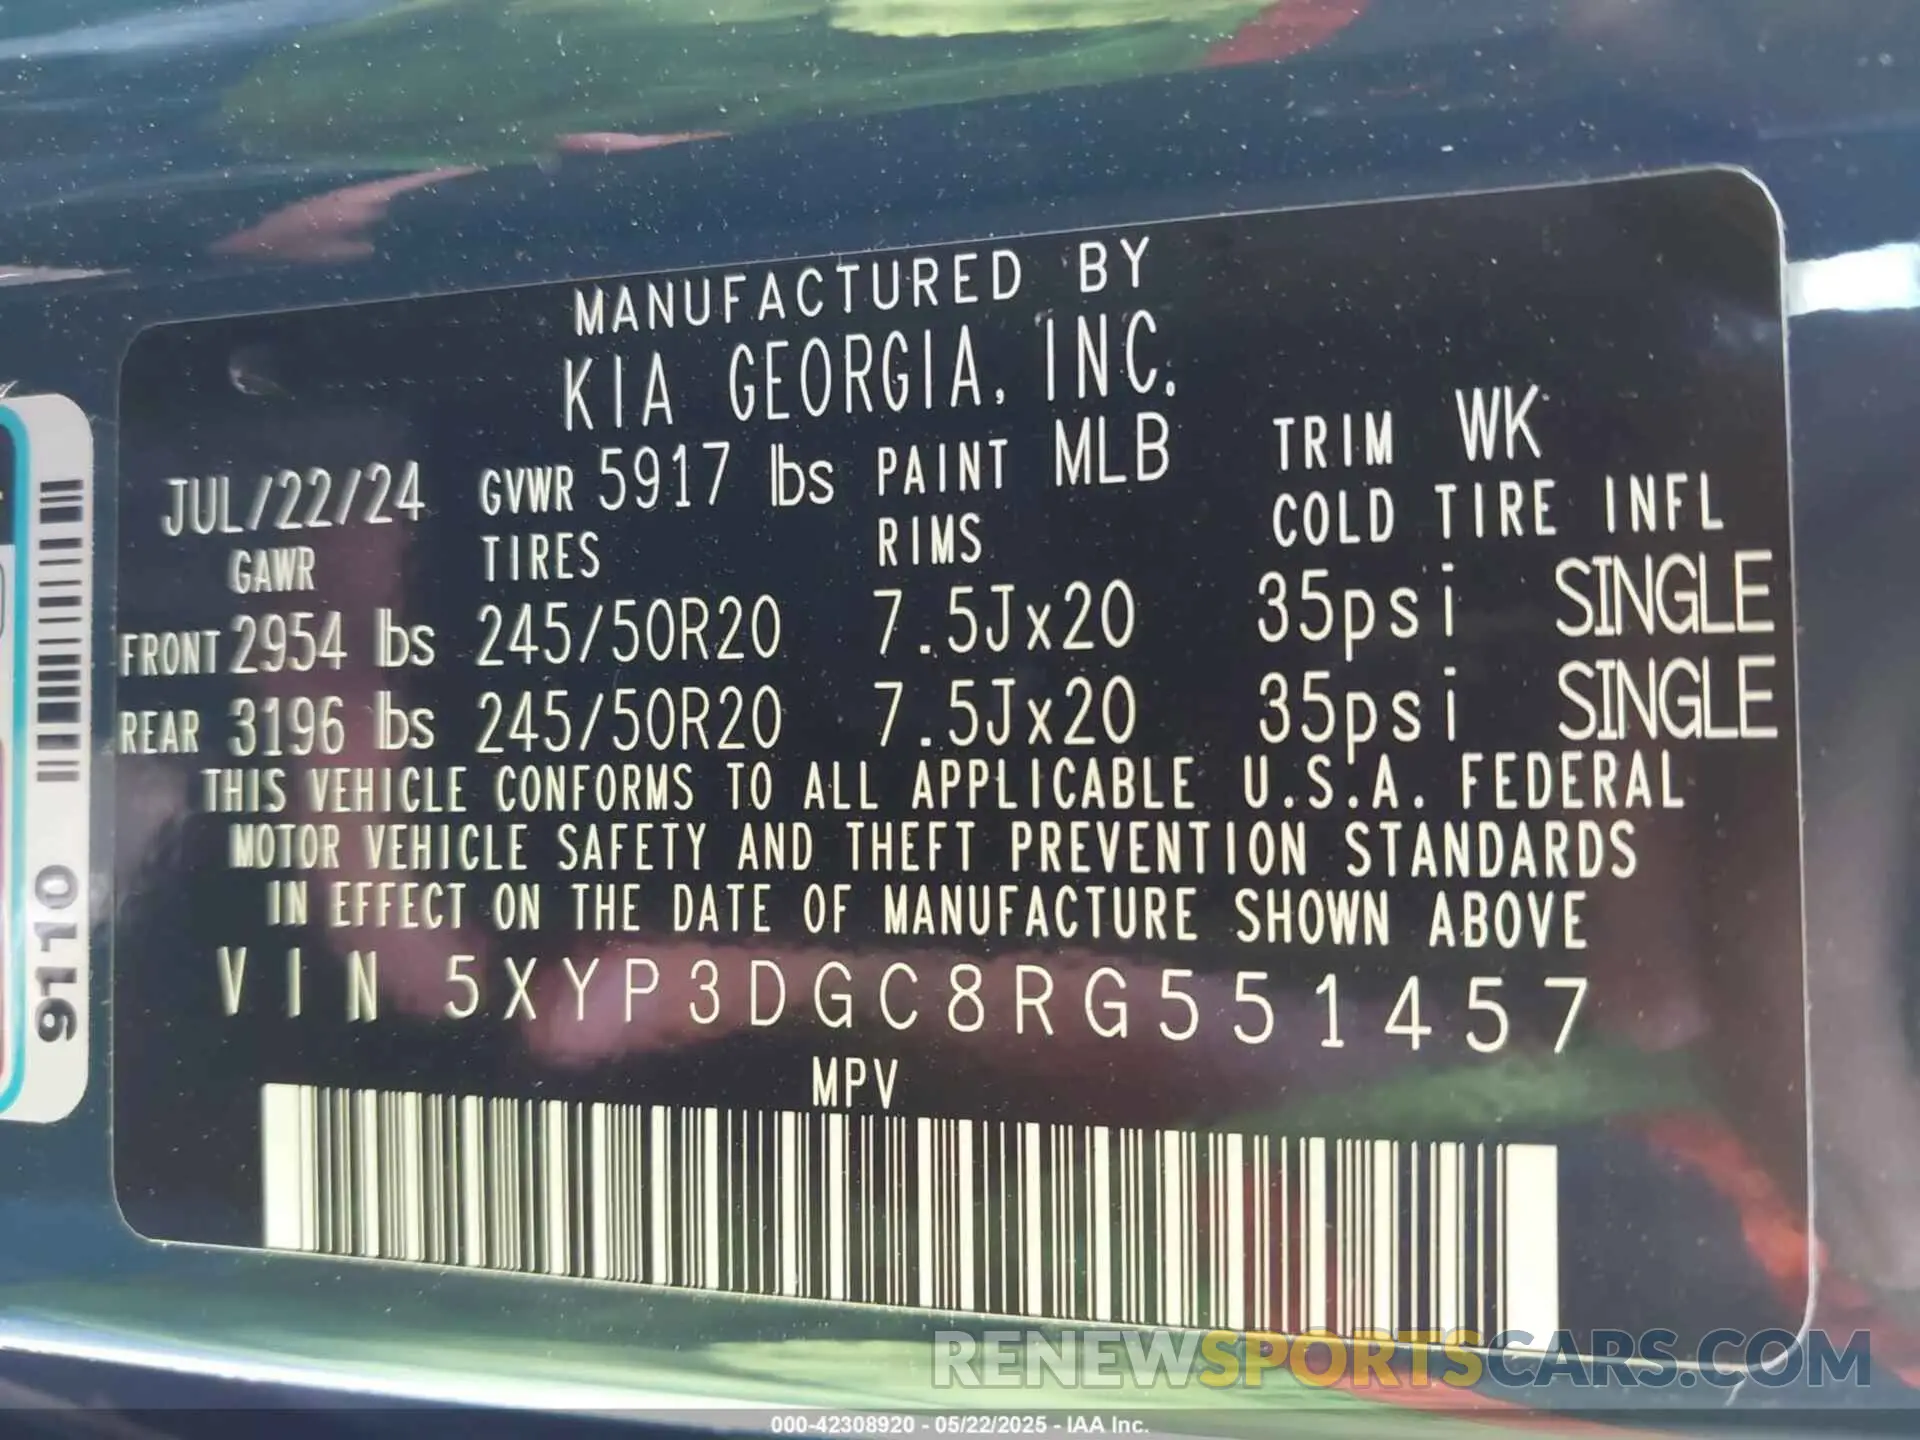 MANUFACTURED BY
KIA GEORGIA, INC.
JUL/22/24 GVWR 5917 lbs PAINT MLB TRIM WK
GAWR TIRES RIMS COLD TIRE INFL
FRONT 2954 lbs 245/50R20 7.5Jx20 35psi SINGLE
REAR 3196 lbs 245/50R20 7.5Jx20 35psi SINGLE
THIS VEHICLE CONFORMS TO ALL APPLICABLE U.S.A. FEDERAL
MOTOR VEHICLE SAFETY AND THEFT PREVENTION STANDARDS
IN EFFECT ON THE DATE OF MANUFACTURE SHOWN ABOVE
VIN 5XYP3DGC8RG551457
MPV
9110
RENEWSPORTSCARS.COM
000-42308920 - 05/22/2025 - IAA Inc.